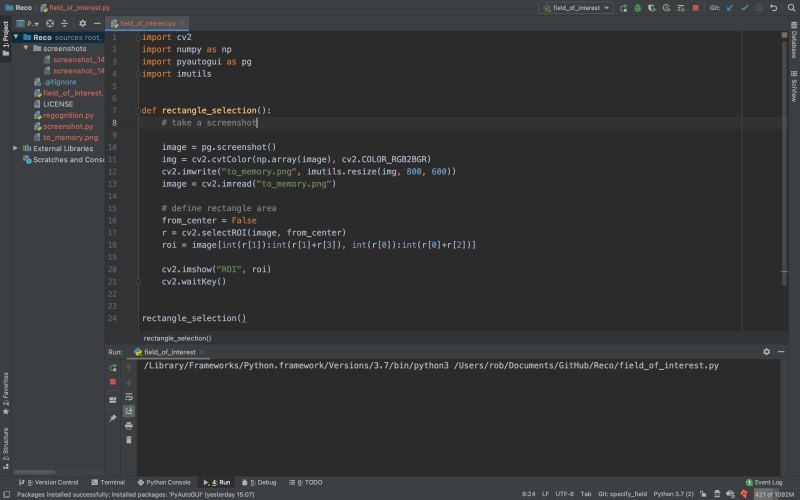 Reco
field_of_interest.py
field_of_interest
Git:
1: Project
P..
field_of_interest.py
Reco sources root,
screenshots
screenshot_14
screenshot_14
.gitignore
field_of_interest.
LICENSE
regognition.py
screenshot.py
to_memory.png
External Libraries
Scratches and Conso
1 import cv2
2 import numpy as np
3 import pyautogui as pg
4 import imutils
5
6
7 def rectangle_selection():
8 # take a screenshot
9
10 image = pg.screenshot()
11 img = cv2.cvtColor(np.array(image), cv2.COLOR_RGB2BGR)
12 cv2.imwrite("to_memory.png", imutils.resize(img, 800, 600))
13 image = cv2.imread("to_memory.png")
14
15 # define rectangle area
16 from_center = False
17 r = cv2.selectROI(image, from_center)
18 roi = image[int(r[1]):int(r[1]+r[3]), int(r[0]):int(r[0]+r[2])]
19
20 cv2.imshow("ROI", roi)
21 cv2.waitKey()
22
23
24 rectangle_selection()
rectangle_selection()
Database
SciView
Run:
field_of_interest
/Library/Frameworks/Python.framework/Versions/3.7/bin/python3 /Users/rob/Documents/GitHub/Reco/field_of_interest.py
2: Favorites
7: Structure
9: Version Control
Terminal
Python Console
4: Run
5: Debug
6: TODO
1 Event Log
Packages installed successfully: Installed packages: 'PyAutoGUI' (yesterday 15:07)
8:24
LF
UTF-8
Tab
Git: specify_field
Python 3.7 (2)
421 of 1092M